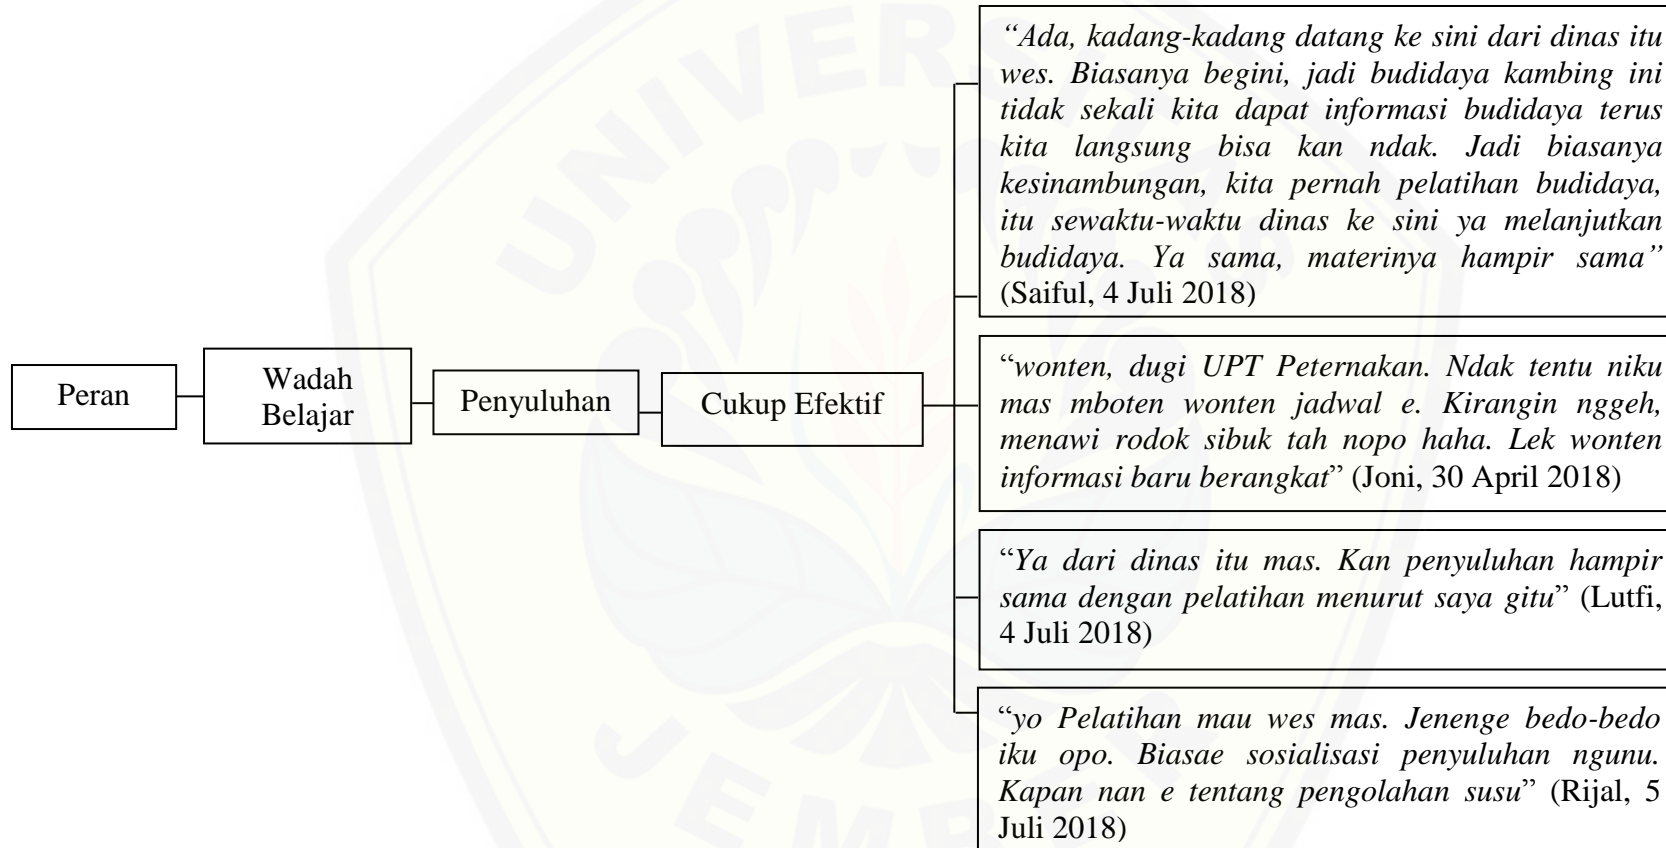 Peran
Wadah
Belajar
Penyuluhan
Cukup Efektif
“Ada, kadang-kadang datang ke sini dari dinas itu
wes. Biasanya begini, jadi budidaya kambing ini
tidak sekali kita dapat informasi budidaya terus
kita langsung bisa kan ndak. Jadi biasanya
kesinambungan, kita pernah pelatihan budidaya,
itu sewaktu-waktu dinas ke sini ya melanjutkan
budidaya. Ya sama, materinya hampir sama”
(Saiful, 4 Juli 2018)
“wonten, dugi UPT Peternakan. Ndak tentu niku
mas mboten wonten jadwal e. Kirangin nggeh,
menawi rodok sibuk tah nopo haha. Lek wonten
informasi baru berangkat” (Joni, 30 April 2018)
“Ya dari dinas itu mas. Kan penyuluhan hampir
sama dengan pelatihan menurut saya gitu” (Lutfi,
4 Juli 2018)
“yo Pelatihan mau wes mas. Jenenge bedo-bedo
iku opo. Biasae sosialisasi penyuluhan ngunu.
Kapan nan e tentang pengolahan susu” (Rijal, 5
Juli 2018)
UNIVERSITAS
JEMBER